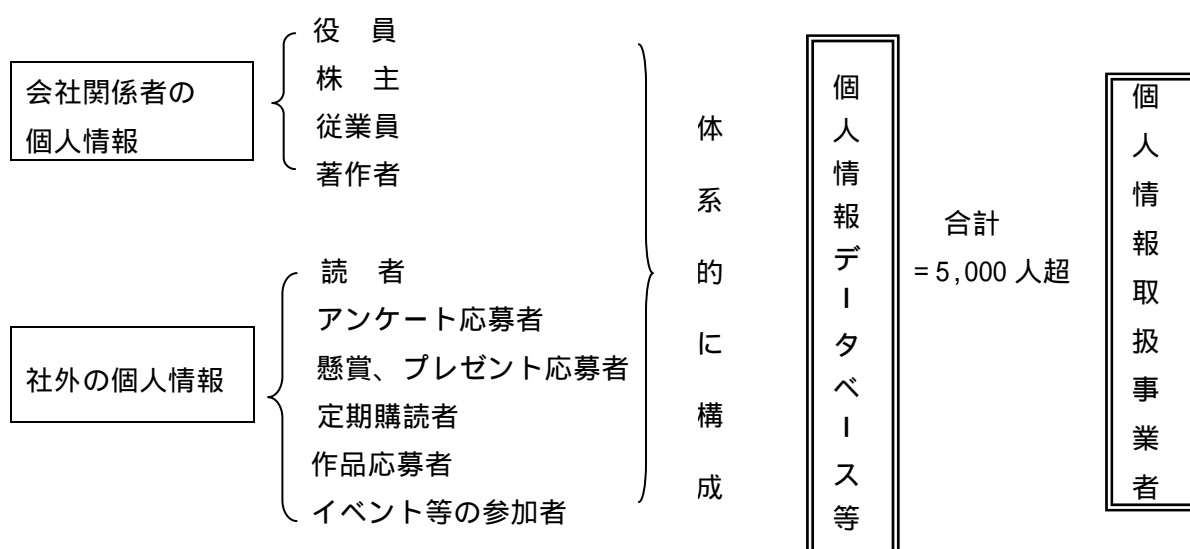 会社関係者の
個人情報
役　員
株　主
従業員
著作者
社外の個人情報
読　者
アンケート応募者
懸賞、プレゼント応募者
定期購読者
作品応募者
イベント等の参加者
体系的に構成
個人情報データベース等
合計
=5,000 人超
個人情報取扱事業者